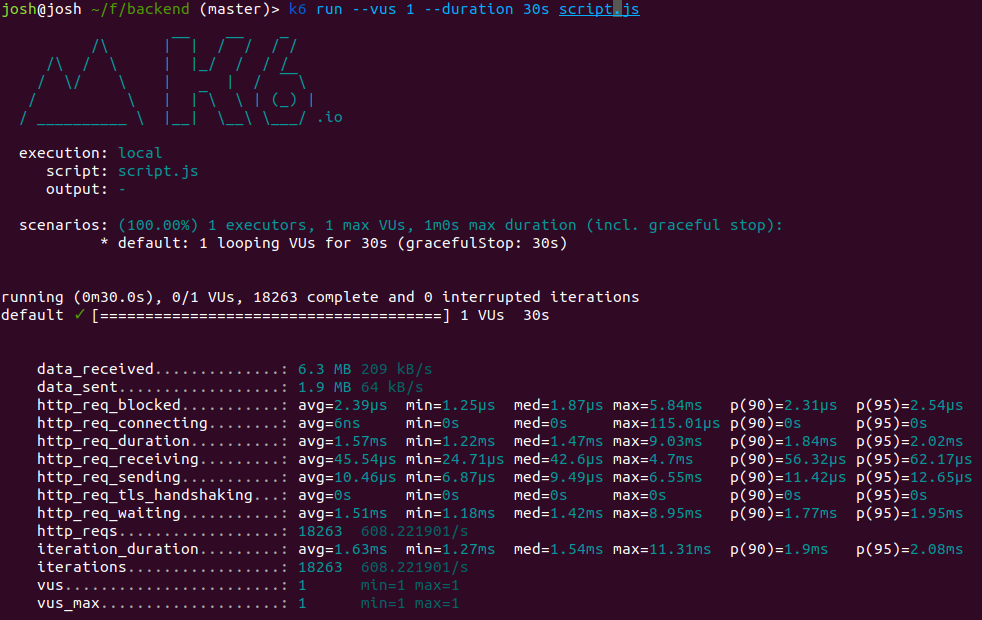 josh@josh ~/f/backend (master)> k6 run --vus 1 --duration 30s script.js
.io
execution: local
script: script.js
output: -
scenarios: (100.00%) 1 executors, 1 max VUs, 1m0s max duration (incl. graceful stop):
* default: 1 looping VUs for 30s (gracefulStop: 30s)
running (0m30.0s), 0/1 VUs, 18263 complete and 0 interrupted iterations
default ✓ [======================================] 1 VUs  30s
data_received..............: 6.3 MB 209 kB/s
data_sent..................: 1.9 MB 64 kB/s
http_req_blocked...........: avg=2.39µs  min=1.25µs  med=1.87µs max=5.84ms   p(90)=2.31µs  p(95)=2.54µs
http_req_connecting........: avg=6ns     min=0s      med=0s     max=115.01µs p(90)=0s      p(95)=0s
http_req_duration..........: avg=1.57ms  min=1.22ms  med=1.47ms max=9.03ms   p(90)=1.84ms  p(95)=2.02ms
http_req_receiving.........: avg=45.54µs min=24.71µs med=42.6µs max=4.7ms    p(90)=56.32µs p(95)=62.17µs
http_req_sending...........: avg=10.46µs min=6.87µs  med=9.49µs max=6.55ms   p(90)=11.42µs p(95)=12.65µs
http_req_tls_handshaking...: avg=0s      min=0s      med=0s     max=0s       p(90)=0s      p(95)=0s
http_req_waiting...........: avg=1.51ms  min=1.18ms  med=1.42ms max=8.95ms   p(90)=1.77ms  p(95)=1.95ms
http_reqs..................: 18263  608.221901/s
iteration_duration.........: avg=1.63ms  min=1.27ms  med=1.54ms max=11.31ms  p(90)=1.9ms   p(95)=2.08ms
iterations.................: 18263  608.221901/s
vus........................: 1      min=1 max=1
vus_max....................: 1      min=1 max=1